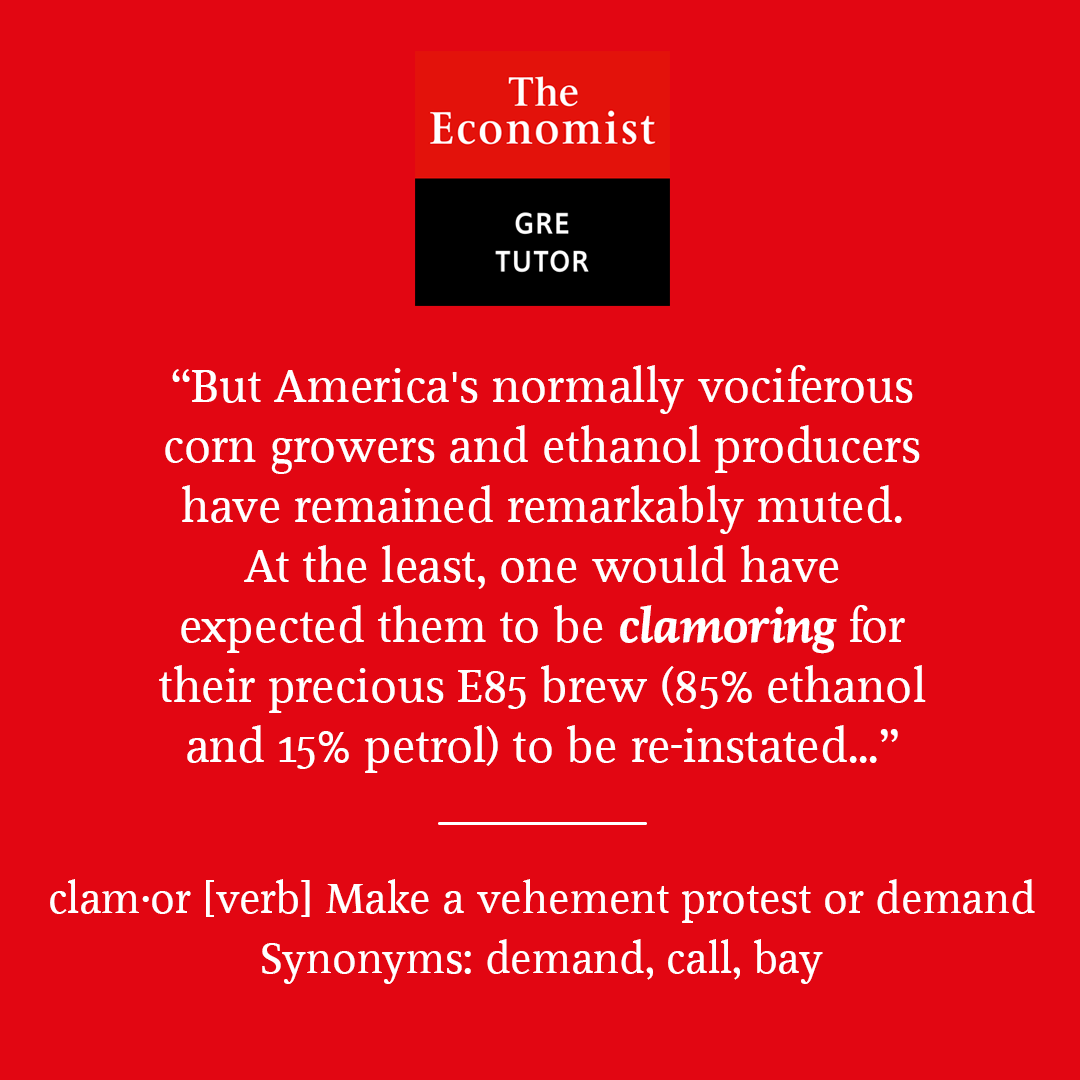 The
Economist
GRE
TUTOR
“But America's normally vociferous
corn growers and ethanol producers
have remained remarkably muted.
At the least, one would have
expected them to be clamoring for
their precious E85 brew (85% ethanol
and 15% petrol) to be re-instated...”
clam·or [verb] Make a vehement protest or demand
Synonyms: demand, call, bay